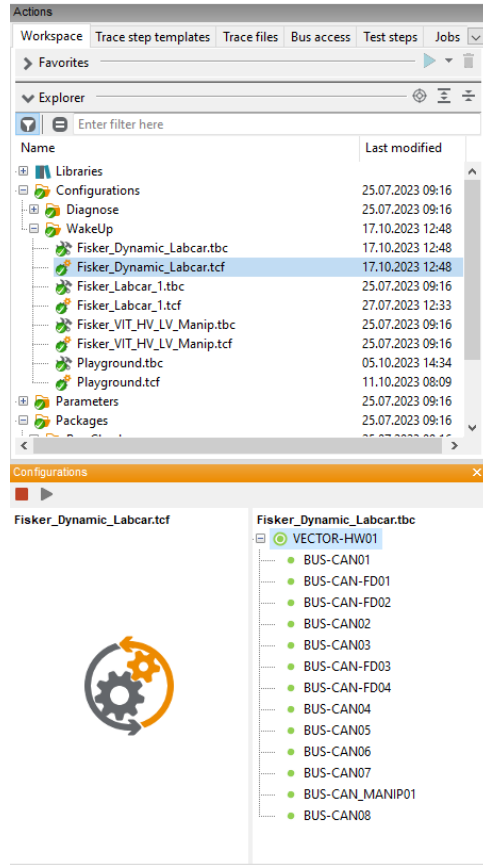 Actions
Workspace Trace step templates Trace files Bus access Test steps Jobs
Favorites
Explorer
Enter filter here
Name Last modified
Libraries
Configurations 25.07.2023 09:16
Diagnose 25.07.2023 09:16
WakeUp 17.10.2023 12:48
Fisker_Dynamic_Labcar.tbc 17.10.2023 12:48
Fisker_Dynamic_Labcar.tcf 17.10.2023 12:48
Fisker_Labcar_1.tbc 25.07.2023 09:16
Fisker_Labcar_1.tcf 27.07.2023 12:33
Fisker_VIT_HV_LV_Manip.tbc 25.07.2023 09:16
Fisker_VIT_HV_LV_Manip.tcf 25.07.2023 09:16
Playground.tbc 05.10.2023 14:34
Playground.tcf 11.10.2023 08:09
Parameters 25.07.2023 09:16
Packages 25.07.2023 09:16
Configurations
Fisker_Dynamic_Labcar.tcf Fisker_Dynamic_Labcar.tbc
VECTOR-HW01
BUS-CAN01
BUS-CAN-FD01
BUS-CAN-FD02
BUS-CAN02
BUS-CAN03
BUS-CAN-FD03
BUS-CAN-FD04
BUS-CAN04
BUS-CAN05
BUS-CAN06
BUS-CAN07
BUS-CAN_MANIP01
BUS-CAN08